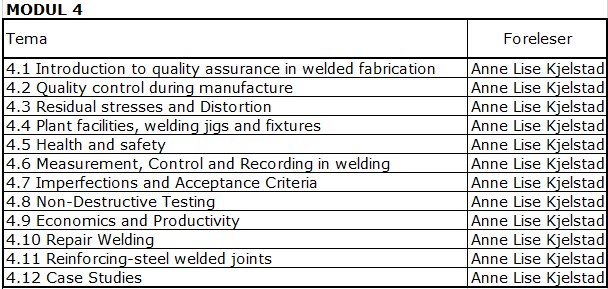 MODUL 4
Tema Foreleser
4.1 Introduction to quality assurance in welded fabrication Anne Lise Kjelstad
4.2 Quality control during manufacture Anne Lise Kjelstad
4.3 Residual stresses and Distortion Anne Lise Kjelstad
4.4 Plant facilities, welding jigs and fixtures Anne Lise Kjelstad
4.5 Health and safety Anne Lise Kjelstad
4.6 Measurement, Control and Recording in welding Anne Lise Kjelstad
4.7 Imperfections and Acceptance Criteria Anne Lise Kjelstad
4.8 Non-Destructive Testing Anne Lise Kjelstad
4.9 Economics and Productivity Anne Lise Kjelstad
4.10 Repair Welding Anne Lise Kjelstad
4.11 Reinforcing-steel welded joints Anne Lise Kjelstad
4.12 Case Studies Anne Lise Kjelstad